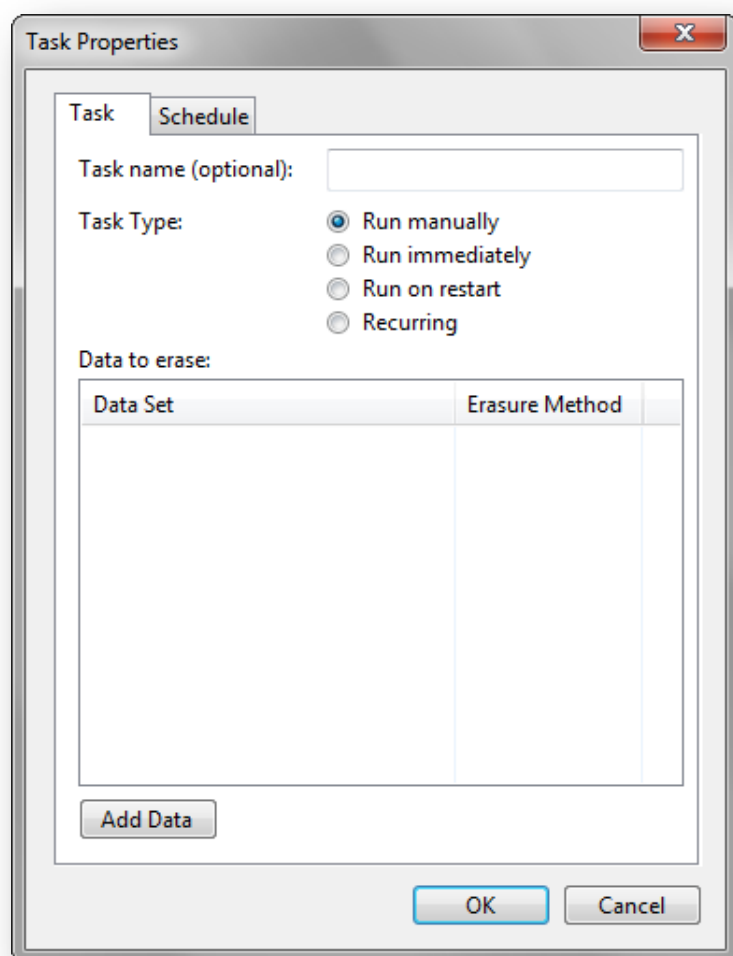 Task Properties
Task
Schedule
Task name (optional):
Task Type:
Run manually
Run immediately
Run on restart
Recurring
Data to erase:
Data Set
Erasure Method
Add Data
OK
Cancel